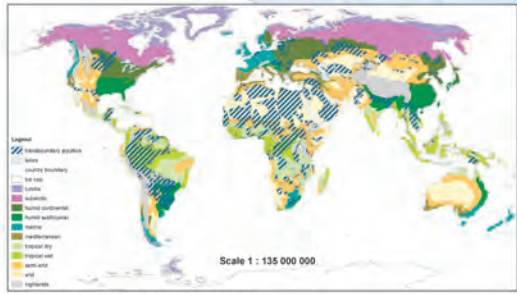 Legend
transboundary aquifers
lakes
country boundary
ice cap
tundra
subarctic
humid continental
humid subtropical
marine
mediterranean
tropical dry
tropical wet
semi-arid
arid
highlands
Scale 1 : 135 000 000